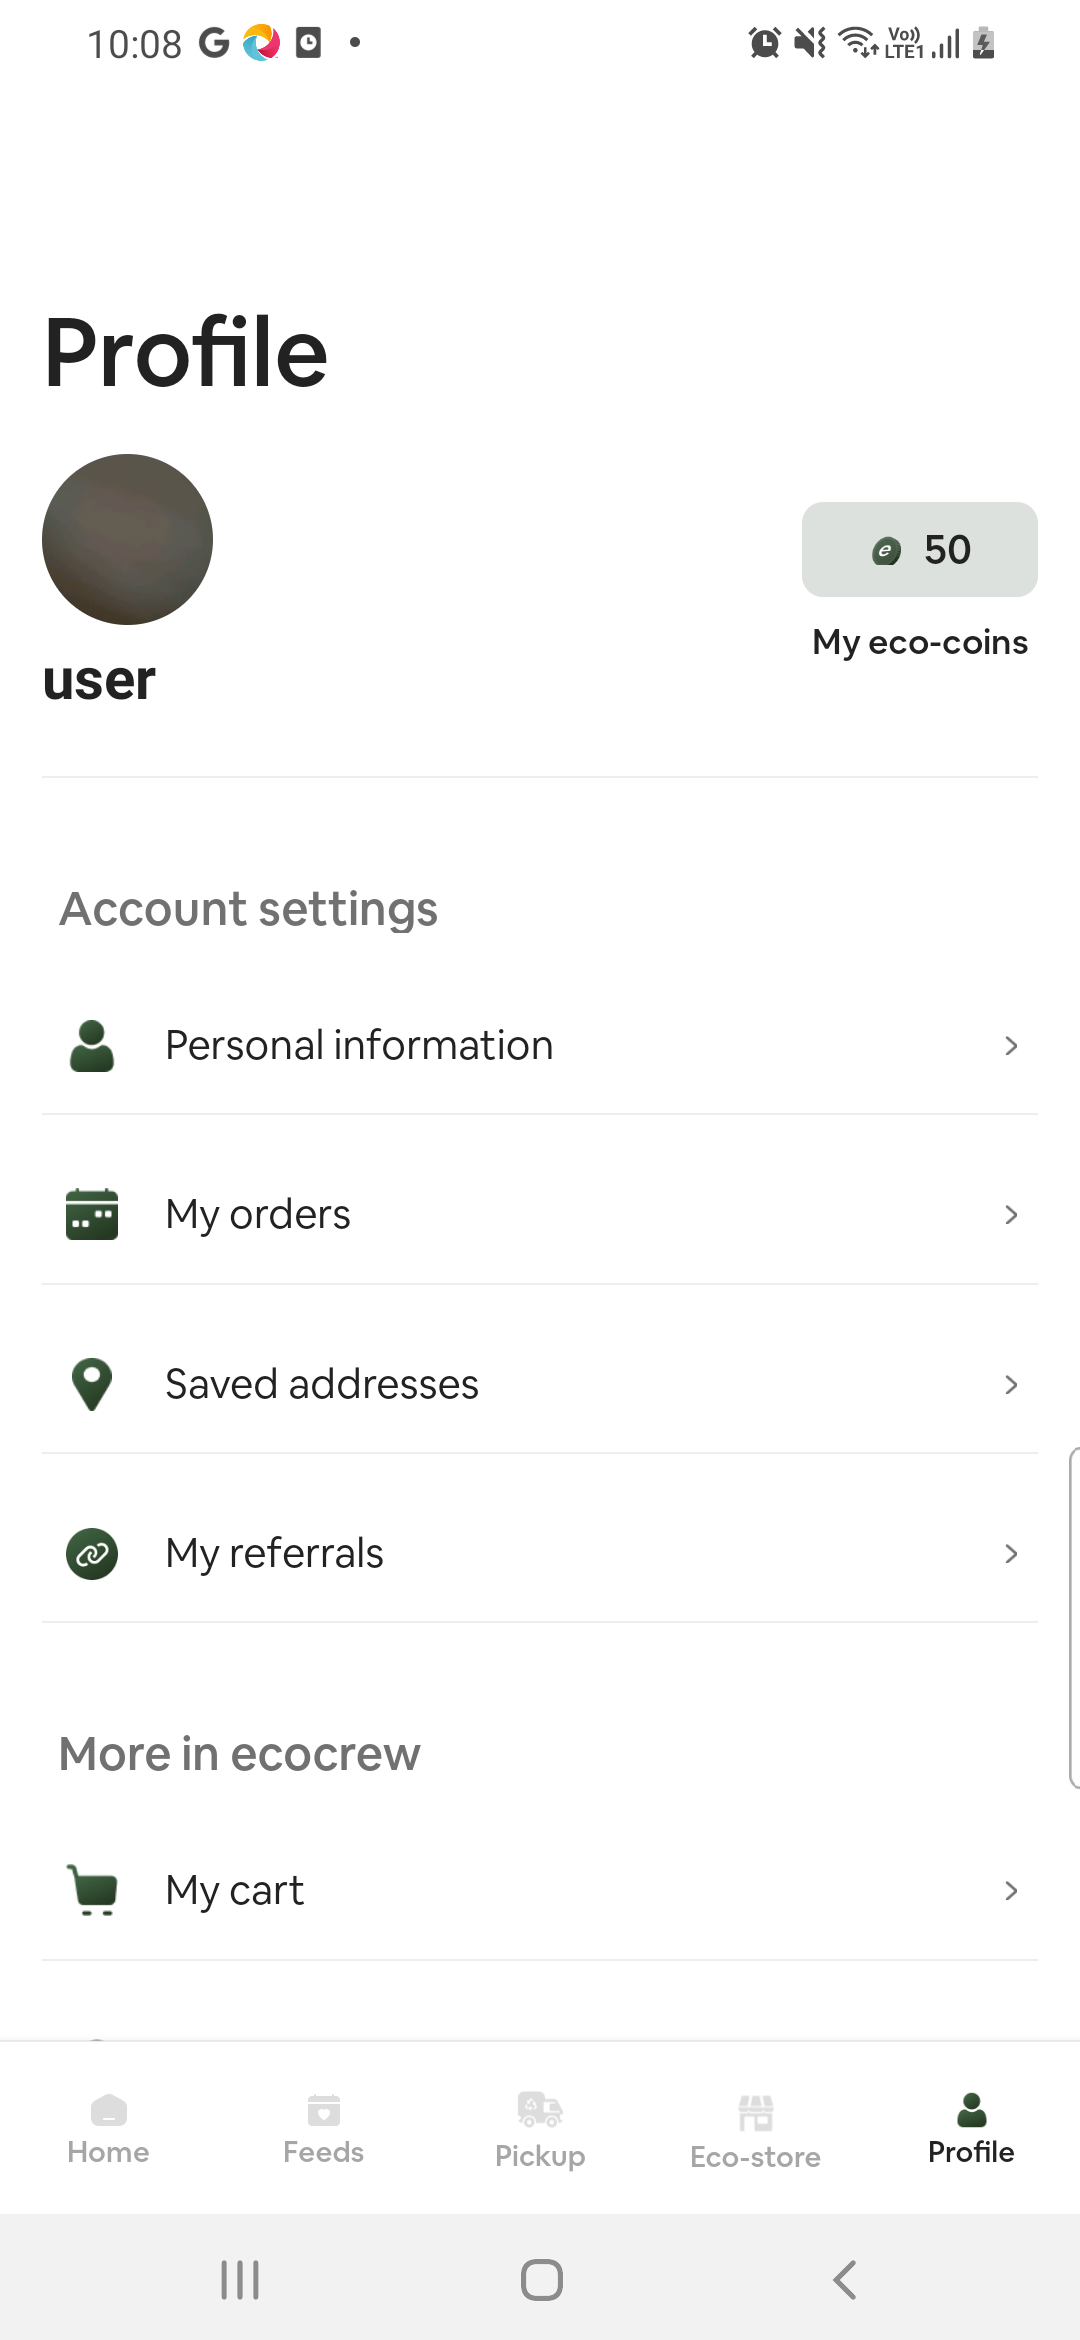 10:08
Vo))
LTE1
Profile
50
My eco-coins
user
Account settings
Personal information
My orders
Saved addresses
My referrals
More in ecocrew
My cart
Home
Feeds
Pickup
Eco-store
Profile